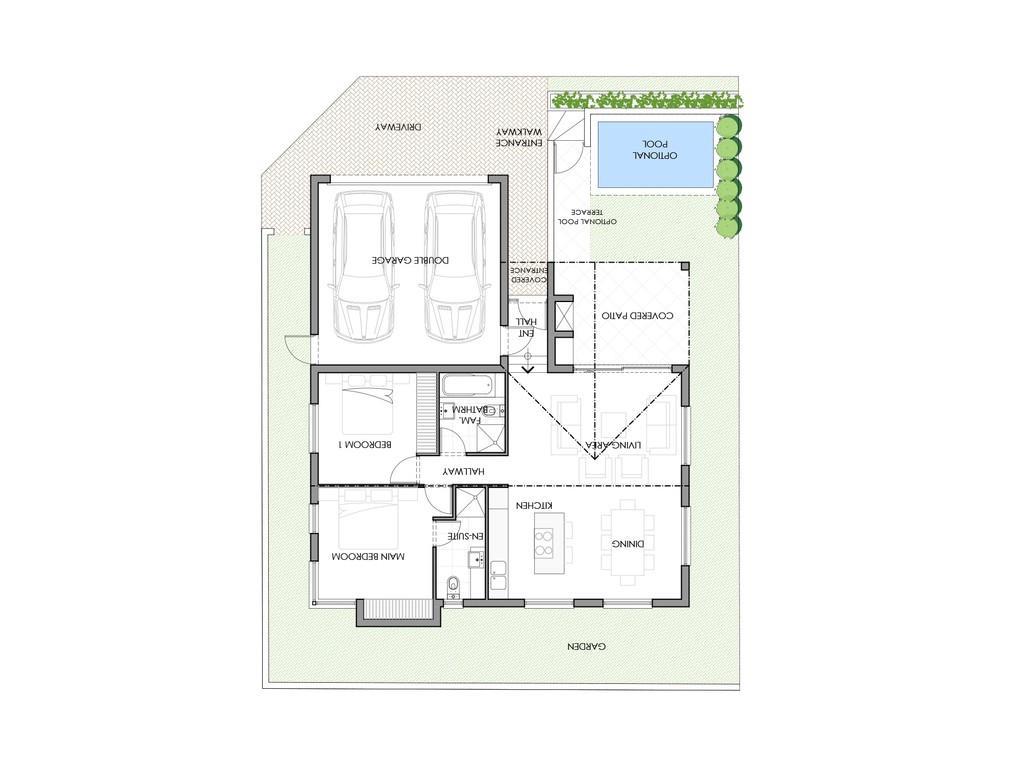 GARDEN
DINING
MAIN BEDROOM
EN-SUITE
KITCHEN
HALLWAY
LIVING AREA
BEDROOM 1
FAM.
BATHRM
ENT
HALL
COVERED PATIO
COVERED
ENTRANCE
DOUBLE GARAGE
OPTIONAL POOL
TERRACE
OPTIONAL
POOL
ENTRANCE
WALKWAY
DRIVEWAY